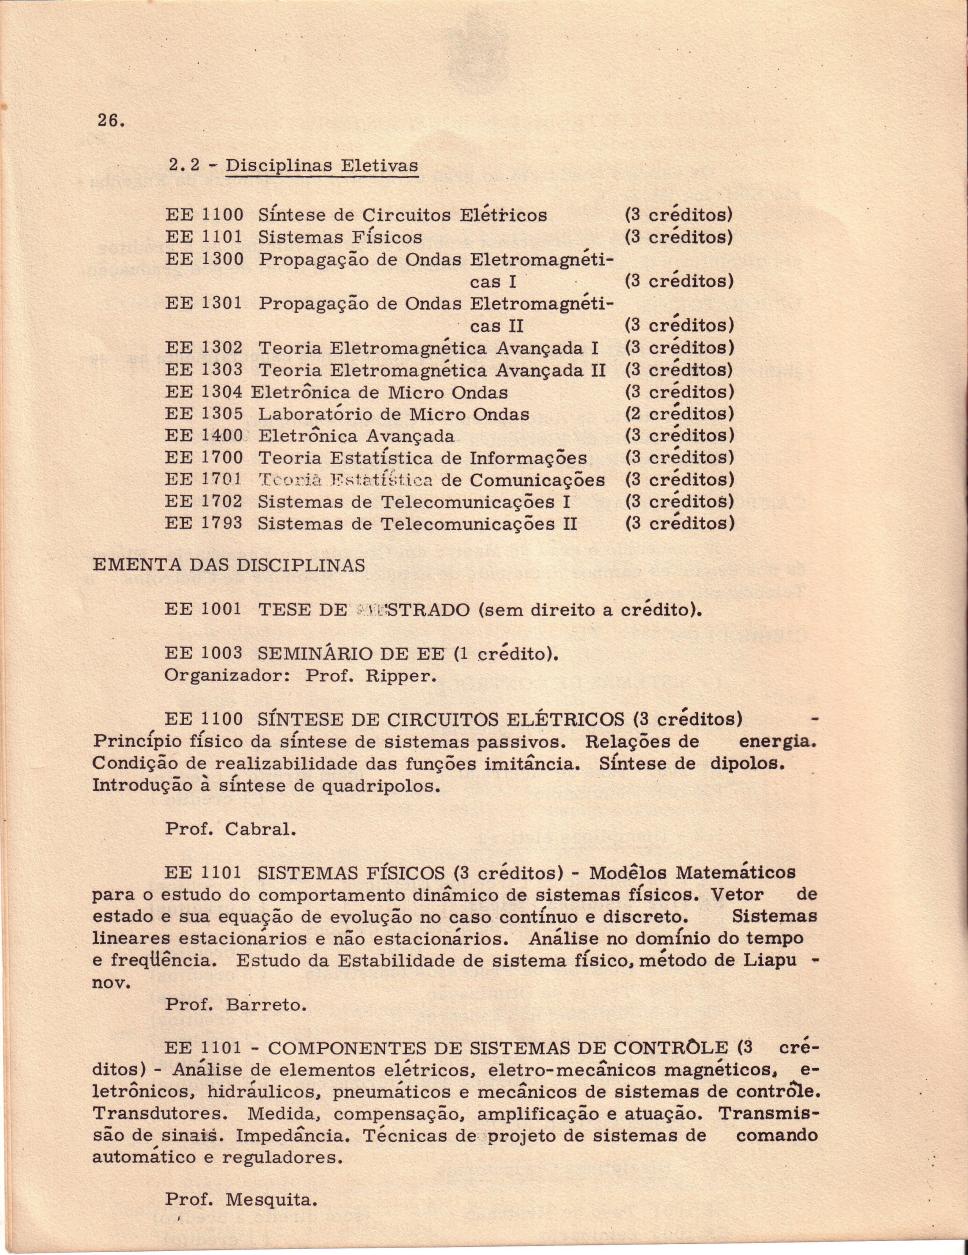 26.
2.2 - Disciplinas Eletivas
EE 1100 Síntese de Circuitos Elétricos (3 créditos)
EE 1101 Sistemas Físicos (3 créditos)
EE 1300 Propagação de Ondas Eletromagnéti-
cas I (3 créditos)
EE 1301 Propagação de Ondas Eletromagnéti-
cas II (3 créditos)
EE 1302 Teoria Eletromagnética Avançada I (3 créditos)
EE 1303 Teoria Eletromagnética Avançada II (3 créditos)
EE 1304 Eletrônica de Micro Ondas (3 créditos)
EE 1305 Laboratório de Micro Ondas (2 créditos)
EE 1400 Eletrônica Avançada (3 créditos)
EE 1700 Teoria Estatística de Informações (3 créditos)
EE 1701 Teoria Estatística de Comunicações (3 créditos)
EE 1702 Sistemas de Telecomunicações I (3 créditos)
EE 1793 Sistemas de Telecomunicações II (3 créditos)
EMENTA DAS DISCIPLINAS
EE 1001 TESE DE MESTRADO (sem direito a crédito).
EE 1003 SEMINÁRIO DE EE (1 crédito).
Organizador: Prof. Ripper.
EE 1100 SÍNTESE DE CIRCUITOS ELÉTRICOS (3 créditos) -
Princípio físico da síntese de sistemas passivos. Relações de energia.
Condição de realizabilidade das funções imitância. Síntese de dipolos.
Introdução à síntese de quadripolos.
Prof. Cabral.
EE 1101 SISTEMAS FÍSICOS (3 créditos) - Modêlos Matemáticos
para o estudo do comportamento dinâmico de sistemas físicos. Vetor de
estado e sua equação de evolução no caso contínuo e discreto. Sistemas
lineares estacionários e não estacionários. Análise no domínio do tempo
e freqüência. Estudo da Estabilidade de sistema físico, método de Liapu -
nov.
Prof. Barreto.
EE 1101 - COMPONENTES DE SISTEMAS DE CONTRÔLE (3 cré-
ditos) - Análise de elementos elétricos, eletro-mecânicos magnéticos, e-
letrônicos, hidráulicos, pneumáticos e mecânicos de sistemas de contrôle.
Transdutores. Medida, compensação, amplificação e atuação. Transmis-
são de sinais. Impedância. Técnicas de projeto de sistemas de comando
automático e reguladores.
Prof. Mesquita.